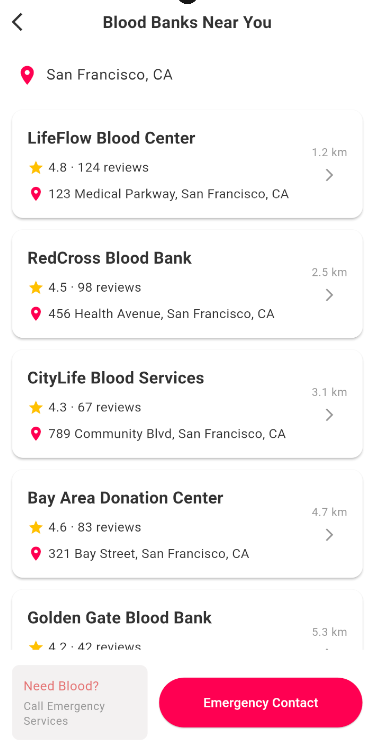 Blood Banks Near You
San Francisco, CA
LifeFlow Blood Center
1.2 km
4.8 · 124 reviews
123 Medical Parkway, San Francisco, CA
RedCross Blood Bank
2.5 km
4.5 · 98 reviews
456 Health Avenue, San Francisco, CA
CityLife Blood Services
3.1 km
4.3 · 67 reviews
789 Community Blvd, San Francisco, CA
Bay Area Donation Center
4.7 km
4.6 · 83 reviews
321 Bay Street, San Francisco, CA
Golden Gate Blood Bank
5.3 km
4.2 · 42 reviews
Need Blood?
Call Emergency
Services
Emergency Contact